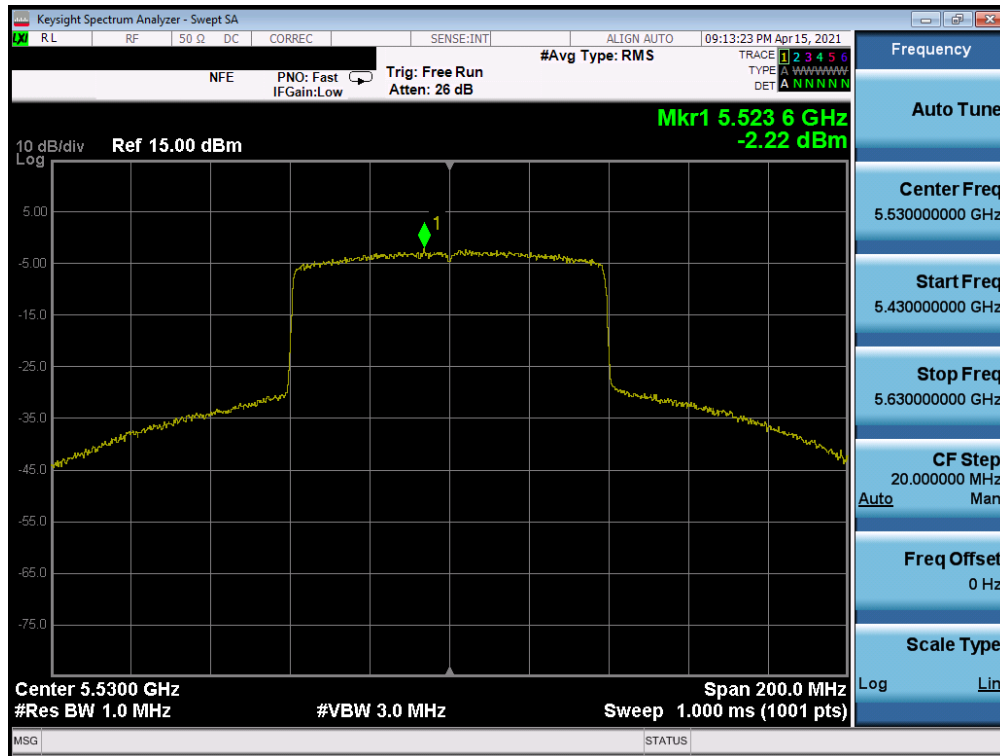 Keysight Spectrum Analyzer - Swept SA
LXI RL RF 50 Ω DC CORREC SENSE:INT ALIGN AUTO 09:13:23 PM Apr 15, 2021
#Avg Type: RMS TRACE 1 2 3 4 5 6
NFE PNO: Fast Trig: Free Run TYPE A WWWWW
IFGain:Low Atten: 26 dB DET A N N N N N
Mkr1 5.523 6 GHz
-2.22 dBm
10 dB/div Ref 15.00 dBm
Log
1
5.00
-5.00
-15.0
-25.0
-35.0
-45.0
-55.0
-65.0
-75.0
Center 5.5300 GHz Span 200.0 MHz
#Res BW 1.0 MHz #VBW 3.0 MHz Sweep 1.000 ms (1001 pts)
MSG STATUS
Frequency
Auto Tune
Center Freq
5.530000000 GHz
Start Freq
5.430000000 GHz
Stop Freq
5.630000000 GHz
CF Step
20.000000 MHz
Auto Man
Freq Offset
0 Hz
Scale Type
Log Lin